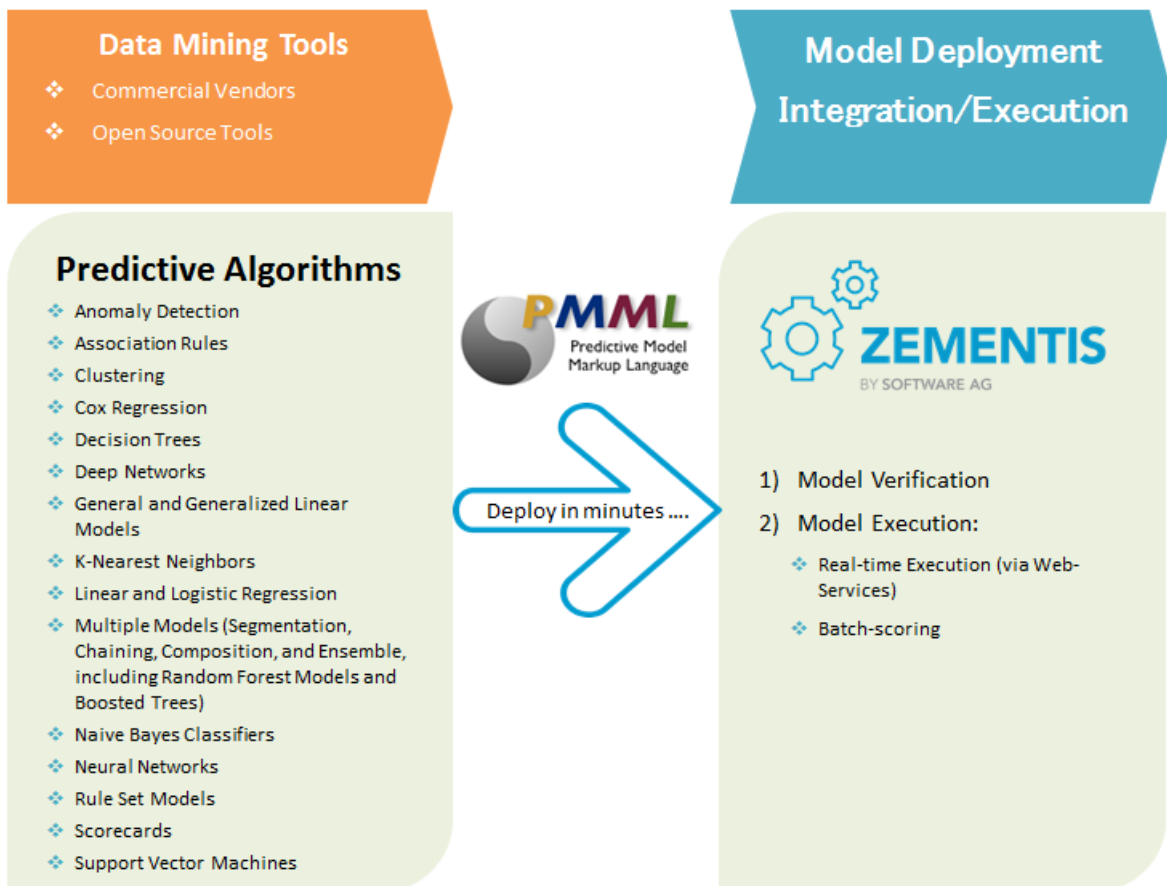 Data Mining Tools
❖ Commercial Vendors
❖ Open Source Tools
Model Deployment
Integration/Execution
Predictive Algorithms
❖ Anomaly Detection
❖ Association Rules
❖ Clustering
❖ Cox Regression
❖ Decision Trees
❖ Deep Networks
❖ General and Generalized Linear
Models
❖ K-Nearest Neighbors
❖ Linear and Logistic Regression
❖ Multiple Models (Segmentation,
Chaining, Composition, and Ensemble,
including Random Forest Models and
Boosted Trees)
❖ Naive Bayes Classifiers
❖ Neural Networks
❖ Rule Set Models
❖ Scorecards
❖ Support Vector Machines
PMML
Predictive Model
Markup Language
Deploy in minutes ....
ZEMENTIS
BY SOFTWARE AG
1) Model Verification
2) Model Execution:
❖ Real-time Execution (via Web-
Services)
❖ Batch-scoring